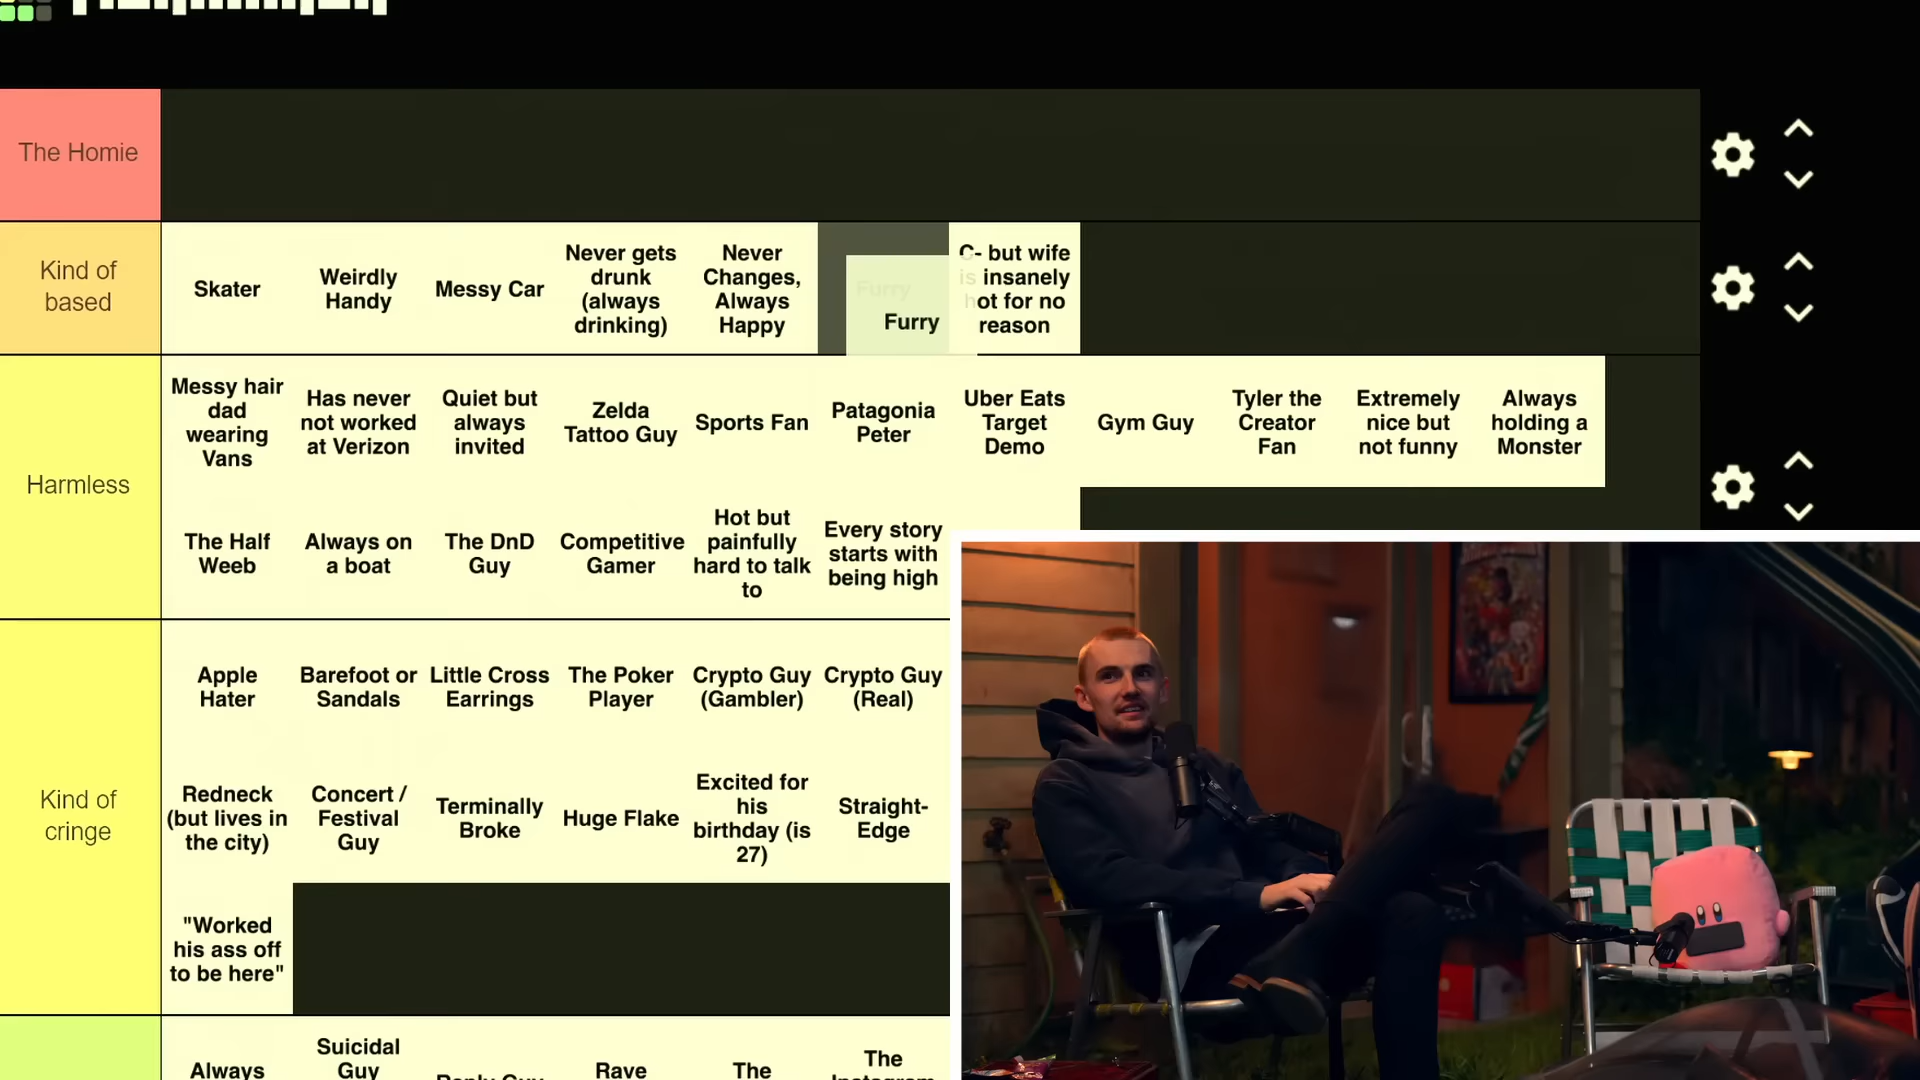 The Homie
Kind of
based
Skater
Weirdly
Handy
Messy Car
Never gets
drunk
(always
drinking)
Never
Changes,
Always
Happy
Furry
Furry
C- but wife
is insanely
hot for no
reason
Harmless
Messy hair
dad
wearing
Vans
Has never
not worked
at Verizon
Quiet but
always
invited
Zelda
Tattoo Guy
Sports Fan
Patagonia
Peter
Uber Eats
Target
Demo
Gym Guy
Tyler the
Creator
Fan
Extremely
nice but
not funny
Always
holding a
Monster
The Half
Weeb
Always on
a boat
The DnD
Guy
Competitive
Gamer
Hot but
painfully
hard to talk
to
Every story
starts with
being high
Kind of
cringe
Apple
Hater
Barefoot or
Sandals
Little Cross
Earrings
The Poker
Player
Crypto Guy
(Gambler)
Crypto Guy
(Real)
Redneck
(but lives in
the city)
Concert /
Festival
Guy
Terminally
Broke
Huge Flake
Excited for
his
birthday (is
27)
Straight-
Edge
"Worked
his ass off
to be here"
Always
Suicidal
Guy
Rave
The
The